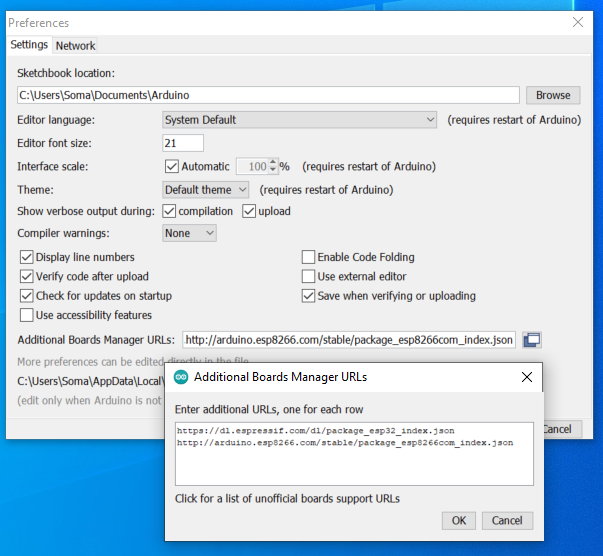 Preferences
Settings Network
Sketchbook location:
C:\Users\Soma\Documents\Arduino Browse
Editor language: System Default (requires restart of Arduino)
Editor font size: 21
Interface scale: Automatic 100 % (requires restart of Arduino)
Theme: Default theme (requires restart of Arduino)
Show verbose output during: compilation upload
Compiler warnings: None
Display line numbers Enable Code Folding
Verify code after upload Use external editor
Check for updates on startup Save when verifying or uploading
Use accessibility features
Additional Boards Manager URLs: http://arduino.esp8266.com/stable/package_esp8266com_index.json
More preferences can be edited directly in the file
C:\Users\Soma\AppData\Local\
(edit only when Arduino is not
Cancel
Additional Boards Manager URLs
Enter additional URLs, one for each row
https://dl.espressif.com/dl/package_esp32_index.json
http://arduino.esp8266.com/stable/package_esp8266com_index.json
Click for a list of unofficial boards support URLs
OK Cancel